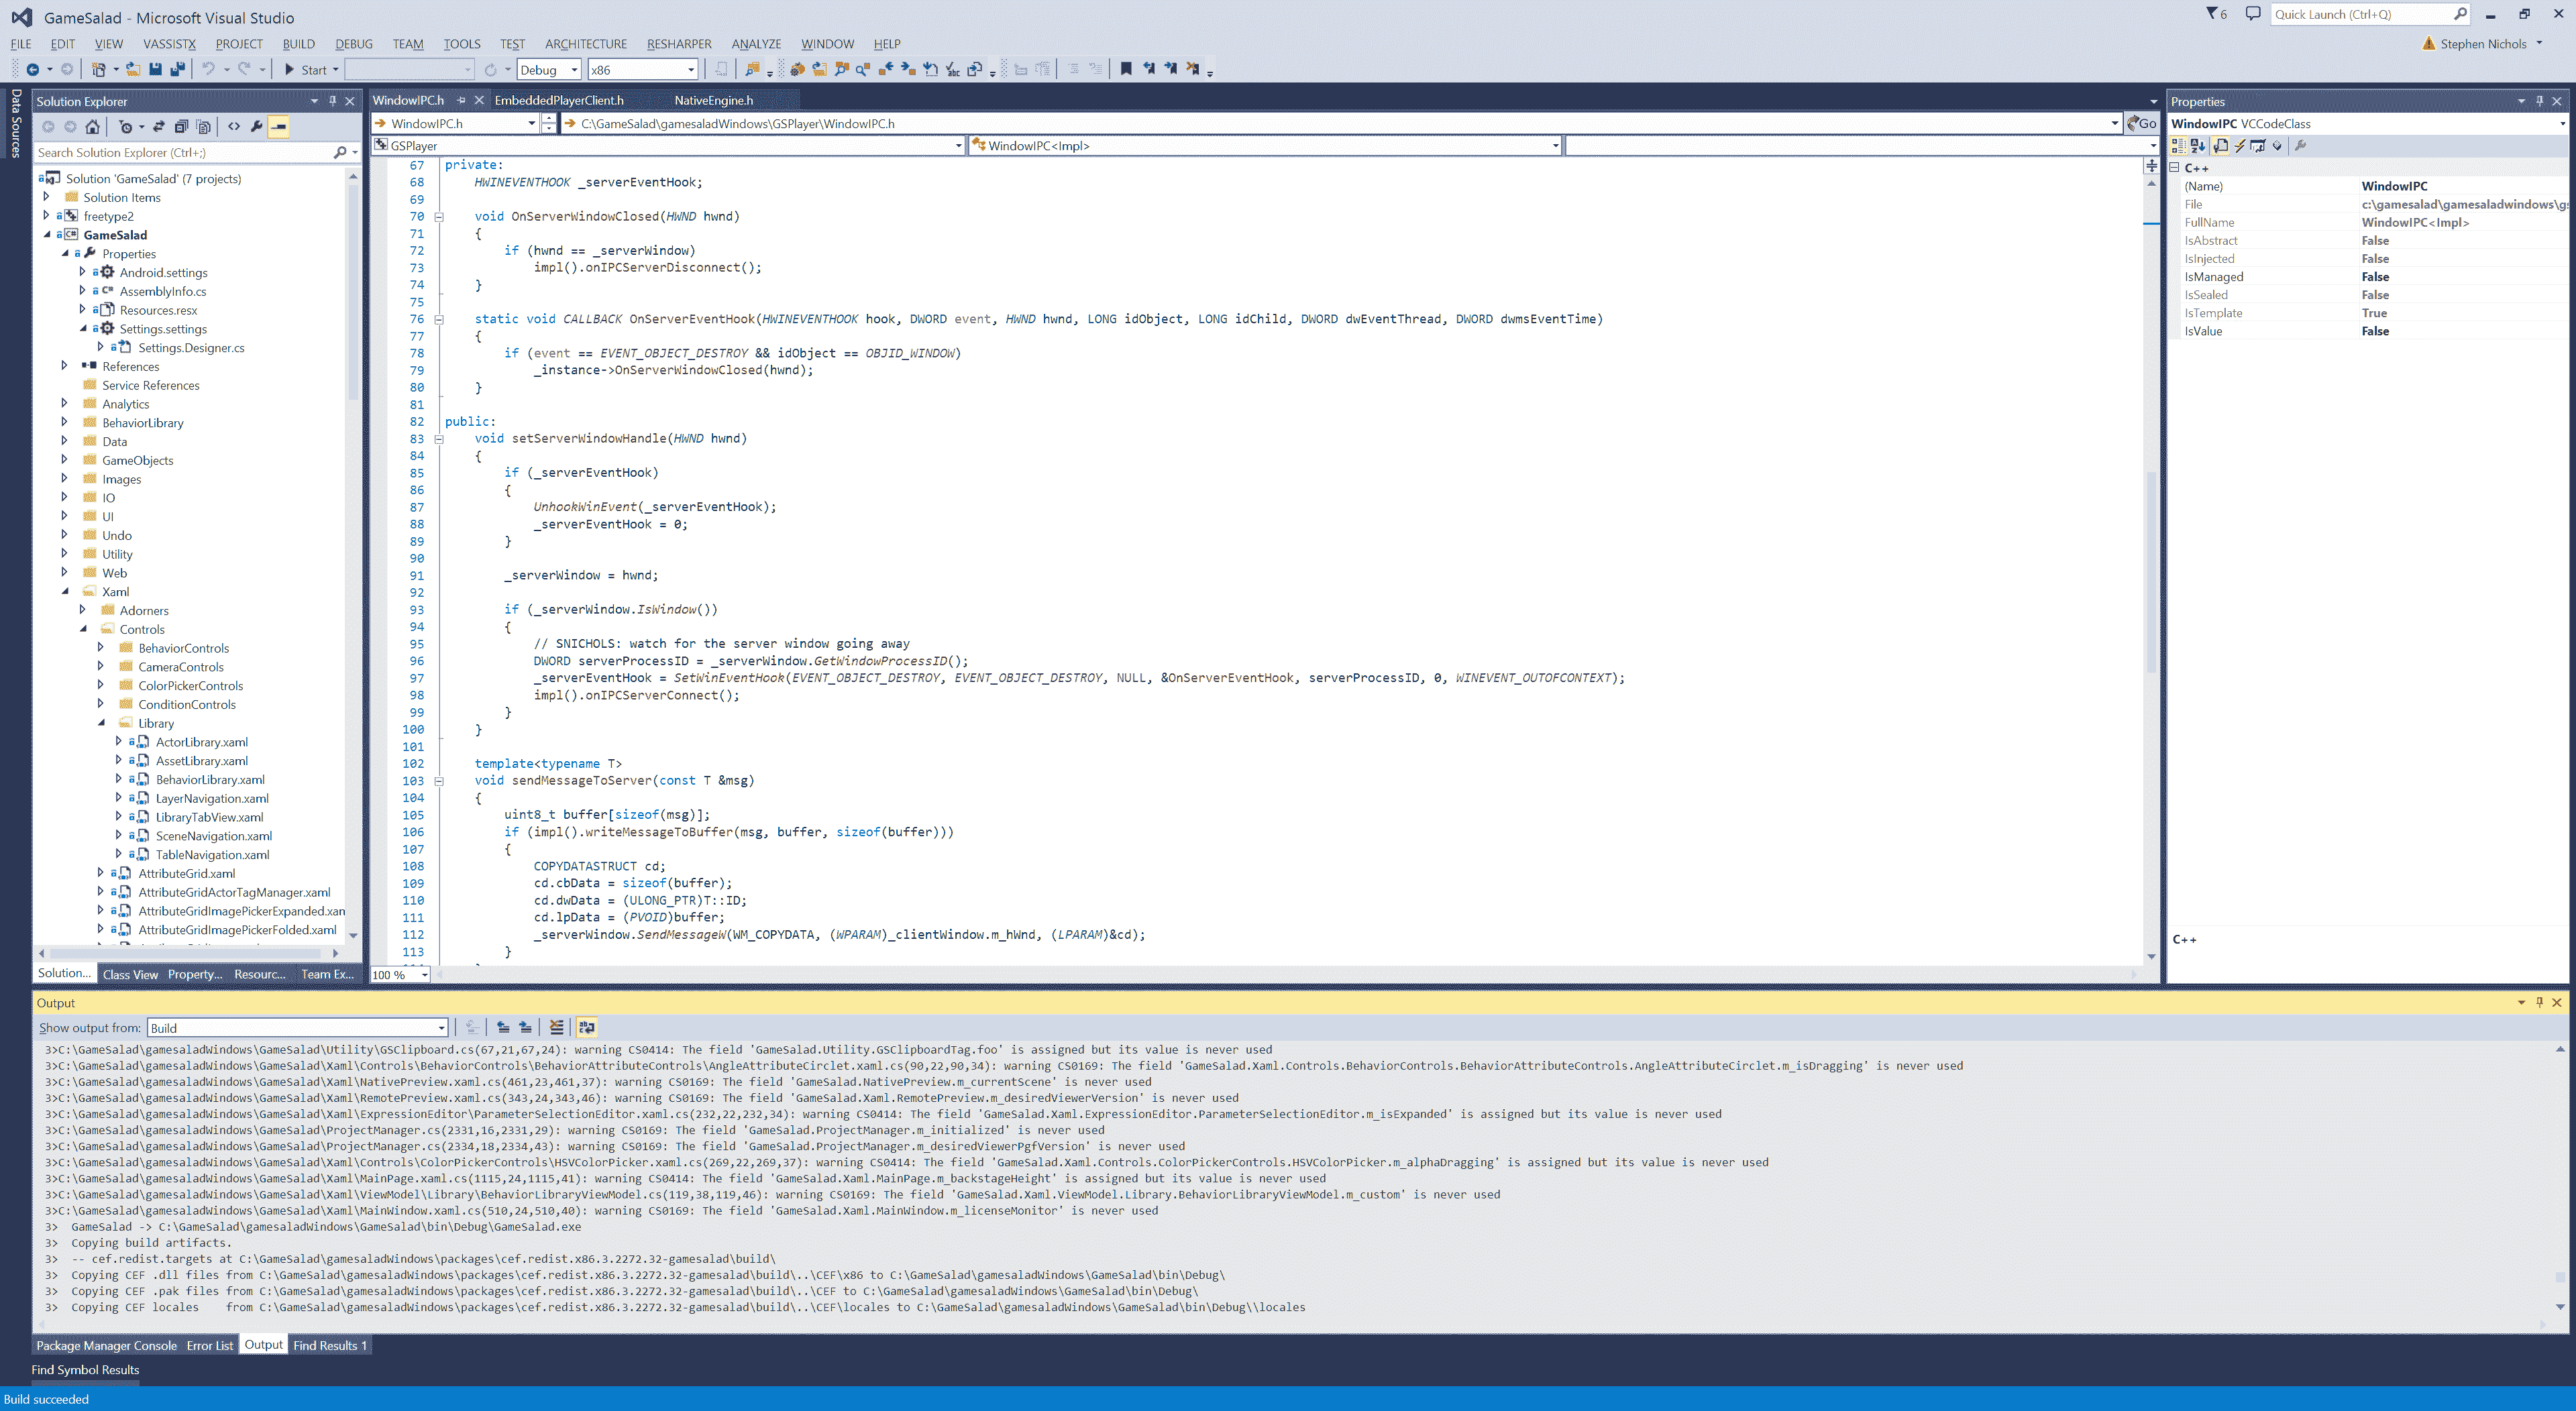 GameSalad - Microsoft Visual Studio
6
Quick Launch (Ctrl+Q)
FILE EDIT VIEW VASSISTX PROJECT BUILD DEBUG TEAM TOOLS TEST ARCHITECTURE RESHARPER ANALYZE WINDOW HELP
Stephen Nichols
Start Debug x86
Data Sources
Solution Explorer
Search Solution Explorer (Ctrl+;)
Solution 'GameSalad' (7 projects)
Solution Items
freetype2
GameSalad
Properties
Android.settings
AssemblyInfo.cs
Resources.resx
Settings.settings
Settings.Designer.cs
References
Service References
Analytics
BehaviorLibrary
Data
GameObjects
Images
IO
UI
Undo
Utility
Web
Xaml
Adorners
Controls
BehaviorControls
CameraControls
ColorPickerControls
ConditionControls
Library
ActorLibrary.xaml
AssetLibrary.xaml
BehaviorLibrary.xaml
LayerNavigation.xaml
LibraryTabView.xaml
SceneNavigation.xaml
TableNavigation.xaml
AttributeGrid.xaml
AttributeGridActorTagManager.xaml
AttributeGridImagePickerExpanded.xan
AttributeGridImagePickerFolded.xaml
Solution... Class View Property... Resourc... Team Ex...
WindowIPC.h EmbeddedPlayerClient.h NativeEngine.h
WindowIPC.h C:\GameSalad\gamesaladWindows\GSPlayer\WindowIPC.h Go
GSPlayer WindowIPC<Impl>
67 private:
68 HWINEVENTHOOK _serverEventHook;
69
70 void OnServerWindowClosed(HWND hwnd)
71 {
72 if (hwnd == _serverWindow)
73 impl().onIPCServerDisconnect();
74 }
75
76 static void CALLBACK OnServerEventHook(HWINEVENTHOOK hook, DWORD event, HWND hwnd, LONG idObject, LONG idChild, DWORD dwEventThread, DWORD dwmsEventTime)
77 {
78 if (event == EVENT_OBJECT_DESTROY && idObject == OBJID_WINDOW)
79 _instance->OnServerWindowClosed(hwnd);
80 }
81
82 public:
83 void setServerWindowHandle(HWND hwnd)
84 {
85 if (_serverEventHook)
86 {
87 UnhookWinEvent(_serverEventHook);
88 _serverEventHook = 0;
89 }
90
91 _serverWindow = hwnd;
92
93 if (_serverWindow.IsWindow())
94 {
95 // SNICHOLS: watch for the server window going away
96 DWORD serverProcessID = _serverWindow.GetWindowProcessID();
97 _serverEventHook = SetWinEventHook(EVENT_OBJECT_DESTROY, EVENT_OBJECT_DESTROY, NULL, &OnServerEventHook, serverProcessID, 0, WINEVENT_OUTOFCONTEXT);
98 impl().onIPCServerConnect();
99 }
100 }
101
102 template<typename T>
103 void sendMessageToServer(const T &msg)
104 {
105 uint8_t buffer[sizeof(msg)];
106 if (impl().writeMessageToBuffer(msg, buffer, sizeof(buffer)))
107 {
108 COPYDATASTRUCT cd;
109 cd.cbData = sizeof(buffer);
110 cd.dwData = (ULONG_PTR)T::ID;
111 cd.lpData = (PVOID)buffer;
112 _serverWindow.SendMessageW(WM_COPYDATA, (WPARAM)_clientWindow.m_hWnd, (LPARAM)&cd);
113 }
100 %
Properties
WindowIPC VCCodeClass
C++
(Name) WindowIPC
File c:\gamesalad\gamesaladwindows\gs
FullName WindowIPC<Impl>
IsAbstract False
IsInjected False
IsManaged False
IsSealed False
IsTemplate True
IsValue False
C++
Output
Show output from: Build
3>C:\GameSalad\gamesaladWindows\GameSalad\Utility\GSClipboard.cs(67,21,67,24): warning CS0414: The field 'GameSalad.Utility.GSClipboardTag.foo' is assigned but its value is never used
3>C:\GameSalad\gamesaladWindows\GameSalad\Xaml\Controls\BehaviorControls\BehaviorAttributeControls\AngleAttributeCirclet.xaml.cs(90,22,90,34): warning CS0169: The field 'GameSalad.Xaml.Controls.BehaviorControls.BehaviorAttributeControls.AngleAttributeCirclet.m_isDragging' is never used
3>C:\GameSalad\gamesaladWindows\GameSalad\Xaml\NativePreview.xaml.cs(461,23,461,37): warning CS0169: The field 'GameSalad.NativePreview.m_currentScene' is never used
3>C:\GameSalad\gamesaladWindows\GameSalad\Xaml\RemotePreview.xaml.cs(343,24,343,46): warning CS0169: The field 'GameSalad.Xaml.RemotePreview.m_desiredViewerVersion' is never used
3>C:\GameSalad\gamesaladWindows\GameSalad\Xaml\ExpressionEditor\ParameterSelectionEditor.xaml.cs(232,22,232,34): warning CS0414: The field 'GameSalad.Xaml.ExpressionEditor.ParameterSelectionEditor.m_isExpanded' is assigned but its value is never used
3>C:\GameSalad\gamesaladWindows\GameSalad\ProjectManager.cs(2331,16,2331,29): warning CS0169: The field 'GameSalad.ProjectManager.m_initialized' is never used
3>C:\GameSalad\gamesaladWindows\GameSalad\ProjectManager.cs(2334,18,2334,43): warning CS0169: The field 'GameSalad.ProjectManager.m_desiredViewerPgfVersion' is never used
3>C:\GameSalad\gamesaladWindows\GameSalad\Xaml\Controls\ColorPickerControls\HSVColorPicker.xaml.cs(269,22,269,37): warning CS0414: The field 'GameSalad.Xaml.Controls.ColorPickerControls.HSVColorPicker.m_alphaDragging' is assigned but its value is never used
3>C:\GameSalad\gamesaladWindows\GameSalad\Xaml\MainPage.xaml.cs(1115,24,1115,41): warning CS0414: The field 'GameSalad.Xaml.MainPage.m_backstageHeight' is assigned but its value is never used
3>C:\GameSalad\gamesaladWindows\GameSalad\Xaml\ViewModel\Library\BehaviorLibraryViewModel.cs(119,38,119,46): warning CS0169: The field 'GameSalad.Xaml.ViewModel.Library.BehaviorLibraryViewModel.m_custom' is never used
3>C:\GameSalad\gamesaladWindows\GameSalad\Xaml\MainWindow.xaml.cs(510,24,510,40): warning CS0169: The field 'GameSalad.Xaml.MainWindow.m_licenseMonitor' is never used
3> GameSalad -> C:\GameSalad\gamesaladWindows\GameSalad\bin\Debug\GameSalad.exe
3> Copying build artifacts.
3> -- cef.redist.targets at C:\GameSalad\gamesaladWindows\packages\cef.redist.x86.3.2272.32-gamesalad\build\
3> Copying CEF .dll files from C:\GameSalad\gamesaladWindows\packages\cef.redist.x86.3.2272.32-gamesalad\build\..\CEF\x86 to C:\GameSalad\gamesaladWindows\GameSalad\bin\Debug\
3> Copying CEF .pak files from C:\GameSalad\gamesaladWindows\packages\cef.redist.x86.3.2272.32-gamesalad\build\..\CEF to C:\GameSalad\gamesaladWindows\GameSalad\bin\Debug\
3> Copying CEF locales from C:\GameSalad\gamesaladWindows\packages\cef.redist.x86.3.2272.32-gamesalad\build\..\CEF\locales to C:\GameSalad\gamesaladWindows\GameSalad\bin\Debug\\locales
Package Manager Console Error List Output Find Results 1
Find Symbol Results
Build succeeded